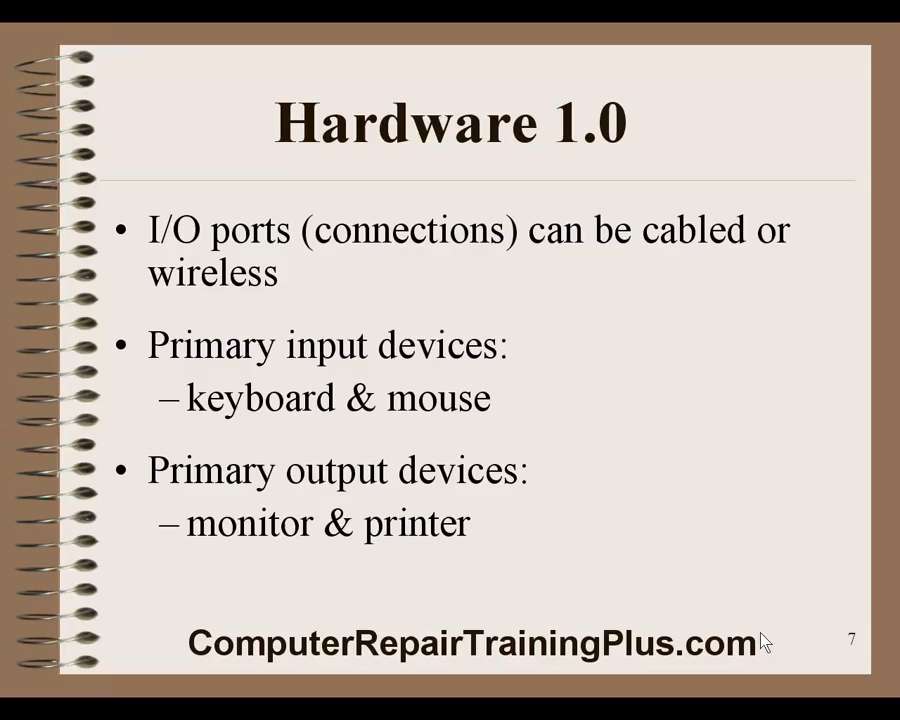 Hardware 1.0
• I/O ports (connections) can be cabled or
wireless
• Primary input devices:
– keyboard & mouse
• Primary output devices:
– monitor & printer
ComputerRepairTrainingPlus.com
7